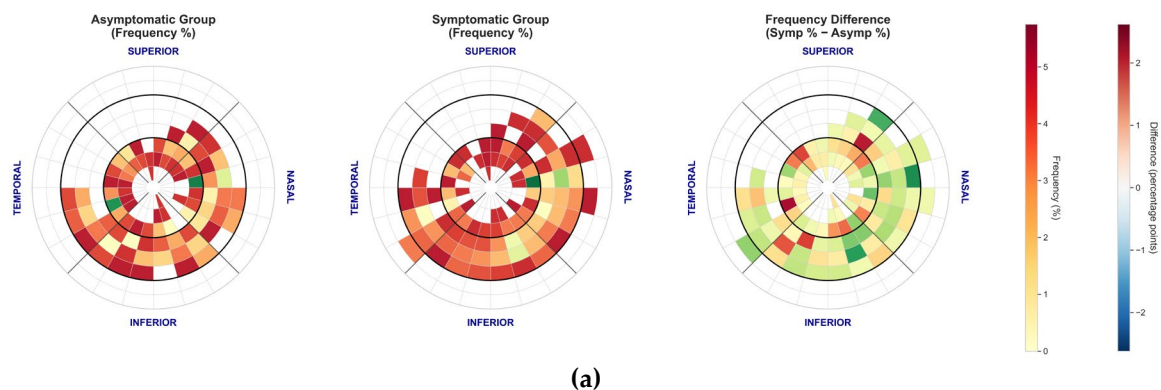 Asymptomatic Group
(Frequency %)
SUPERIOR
TEMPORAL
NASAL
INFERIOR
Symptomatic Group
(Frequency %)
SUPERIOR
TEMPORAL
NASAL
INFERIOR
Frequency Difference
(Symp % − Asymp %)
SUPERIOR
TEMPORAL
NASAL
INFERIOR
5
4
3
2
1
0
Frequency (%)
2
1
0
−1
−2
Difference (percentage points)
(a)